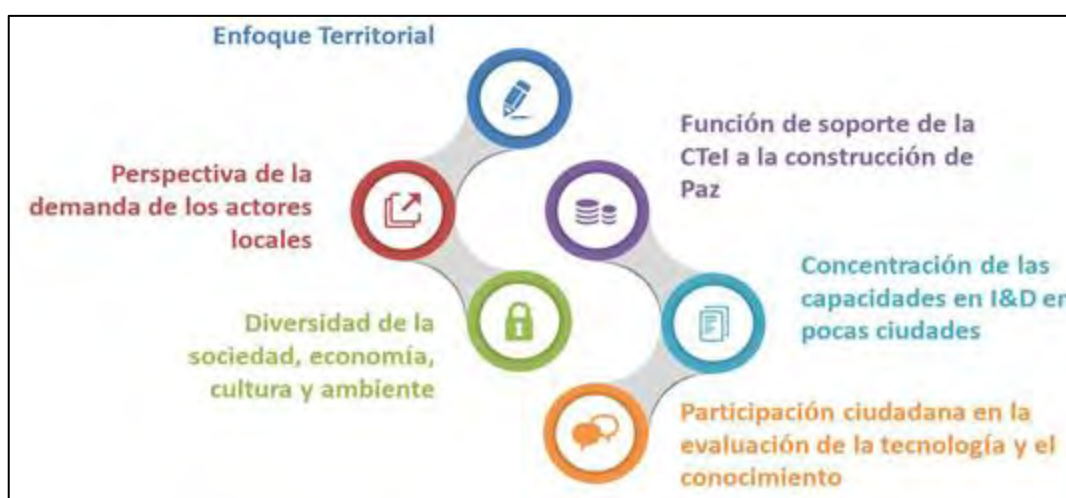 Enfoque Territorial
Perspectiva de la
demanda de los actores
locales
Diversidad de la
sociedad, economía,
cultura y ambiente
Función de soporte de la
CTeI a la construcción de
Paz
Concentración de las
capacidades en I&D en
pocas ciudades
Participación ciudadana en la
evaluación de la tecnología y el
conocimiento